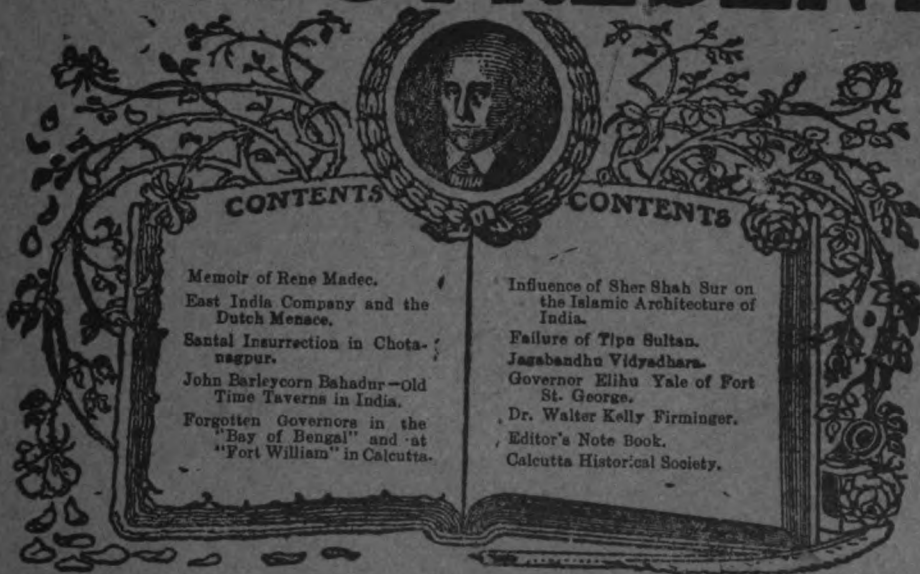 CONTENTS
Memoir of Rene Madec.
East India Company and the
Dutch Menace.
Santal Insurrection in Chota-
nagpur.
John Barleycorn Bahadur—Old
Time Taverns in India.
Forgotten Governors in the
"Bay of Bengal" and at
"Fort William" in Calcutta.
CONTENTS
Influence of Sher Shah Sur on
the Islamic Architecture of
India.
Failure of Tipu Sultan.
Jagabandhu Vidyadhara.
Governor Elihu Yale of Fort
St. George.
Dr. Walter Kelly Firminger.
Editor's Note Book.
Calcutta Historical Society.